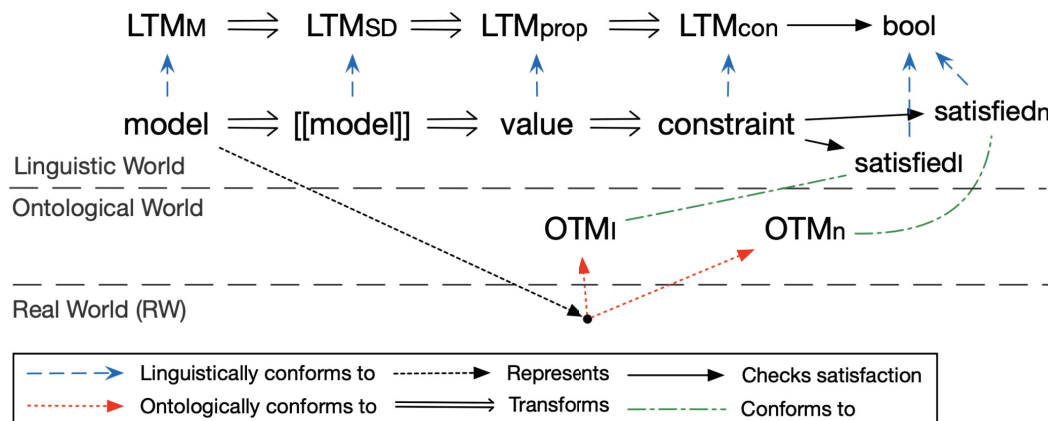 LTMM LTMSD LTMprop LTMcon bool
model [[model]] value constraint satisfiedn
satisfiedl
Linguistic World
Ontological World
OTMl OTMn
Real World (RW)
Linguistically conforms to Represents Checks satisfaction
Ontologically conforms to Transforms Conforms to